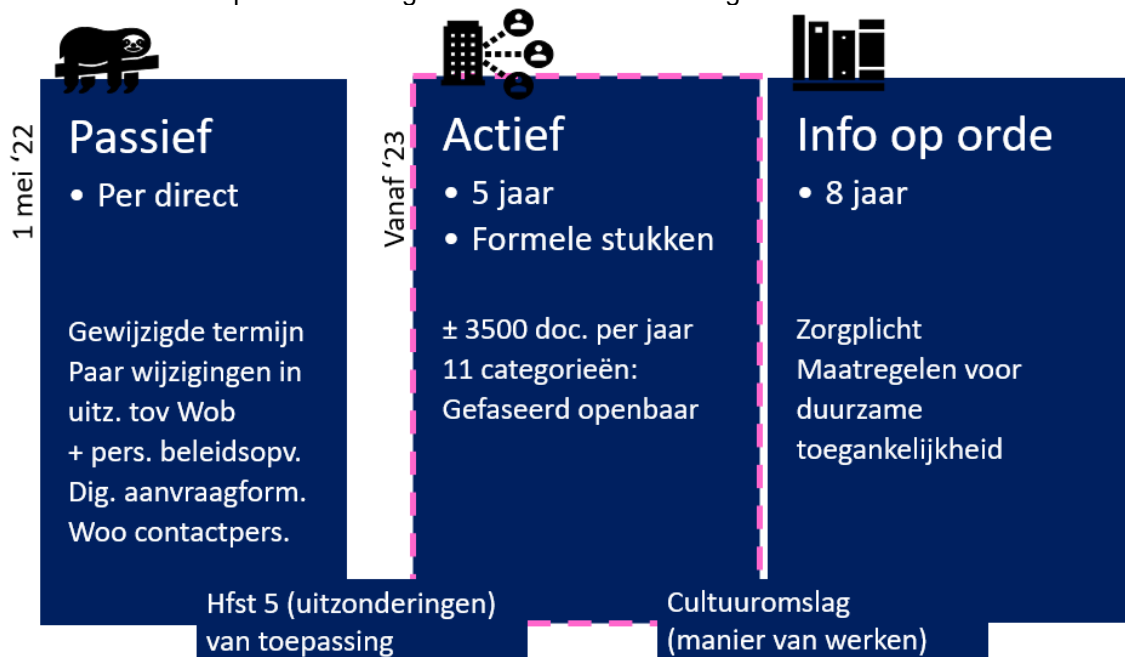 1 mei ‘22
Passief
• Per direct
Gewijzigde termijn
Paar wijzigingen in
uitz. tov Wob
+ pers. beleidsopv.
Dig. aanvraagform.
Woo contactpers.
Vanaf ‘23
Actief
• 5 jaar
• Formele stukken
± 3500 doc. per jaar
11 categorieën:
Gefaseerd openbaar
Info op orde
• 8 jaar
Zorgplicht
Maatregelen voor
duurzame
toegankelijkheid
Hfst 5 (uitzonderingen)
van toepassing
Cultuuromslag
(manier van werken)